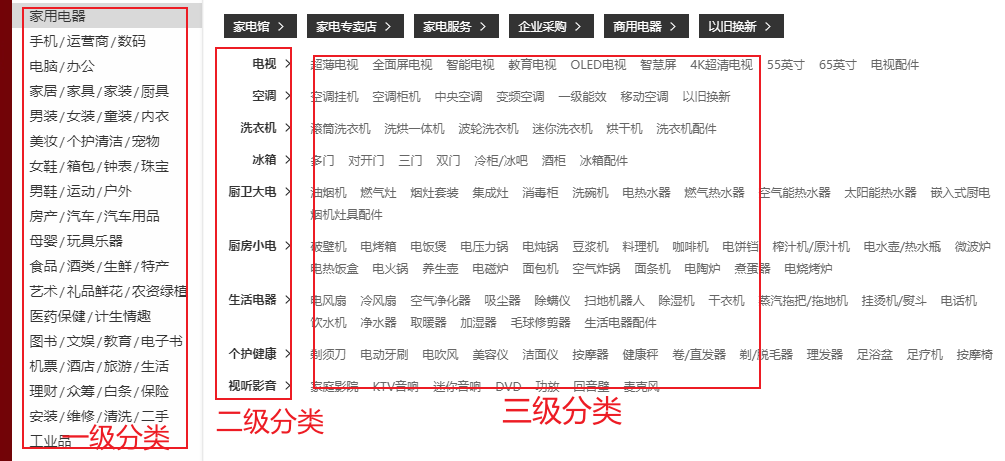 家用电器
手机/运营商/数码
电脑/办公
家居/家具/家装/厨具
男装/女装/童装/内衣
美妆/个护清洁/宠物
女鞋/箱包/钟表/珠宝
男鞋/运动/户外
房产/汽车/汽车用品
母婴/玩具乐器
食品/酒类/生鲜/特产
艺术/礼品鲜花/农资绿植
医药保健/计生情趣
图书/文娱/教育/电子书
机票/酒店/旅游/生活
理财/众筹/白条/保险
安装/维修/清洗/二手
工业品
一级分类
家电馆 > 家电专卖店 > 家电服务 > 企业采购 > 商用电器 > 以旧换新 >
电视 > 超薄电视 全面屏电视 智能电视 教育电视 OLED电视 智慧屏 4K超清电视 55英寸 65英寸 电视配件
空调 > 空调挂机 空调柜机 中央空调 变频空调 一级能效 移动空调 以旧换新
洗衣机 > 滚筒洗衣机 洗烘一体机 波轮洗衣机 迷你洗衣机 烘干机 洗衣机配件
冰箱 > 多门 对开门 三门 双门 冷柜/冰吧 酒柜 冰箱配件
厨卫大电 > 油烟机 燃气灶 烟灶套装 集成灶 消毒柜 洗碗机 电热水器 燃气热水器 空气能热水器 太阳能热水器 嵌入式厨电
烟机灶具配件
厨房小电 > 破壁机 电烤箱 电饭煲 电压力锅 电炖锅 豆浆机 料理机 咖啡机 电饼铛 榨汁机/原汁机 电水壶/热水瓶 微波炉
电热饭盒 电火锅 养生壶 电磁炉 面包机 空气炸锅 面条机 电陶炉 煮蛋器 电烧烤炉
生活电器 > 电风扇 冷风扇 空气净化器 吸尘器 除螨仪 扫地机器人 除湿机 干衣机 蒸汽拖把/拖地机 挂烫机/熨斗 电话机
饮水机 净水器 取暖器 加湿器 毛球修剪器 生活电器配件
个护健康 > 剃须刀 电动牙刷 电吹风 美容仪 洁面仪 按摩器 健康秤 卷/直发器 剃/脱毛器 理发器 足浴盆 足疗机 按摩椅
视听影音 > 家庭影院 KTV音响 迷你音响 DVD 功放 回音壁 麦克风
二级分类
三级分类